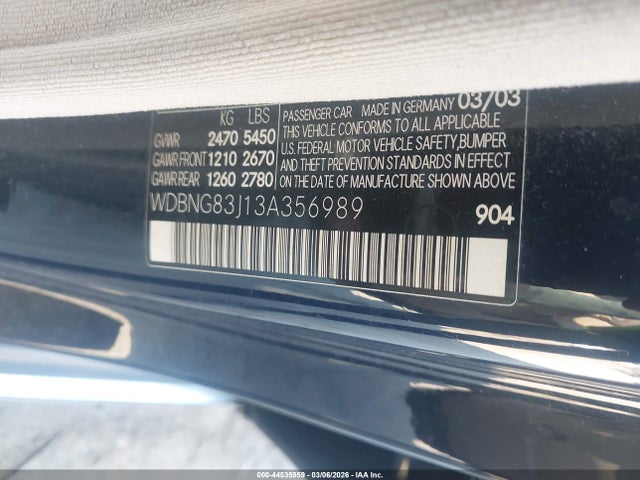 KG LBS
GVWR 2470 5450
GAWR FRONT 1210 2670
GAWR REAR 1260 2780
PASSENGER CAR MADE IN GERMANY 03/03
THIS VEHICLE CONFORMS TO ALL APPLICABLE
U.S. FEDERAL MOTOR VEHICLE SAFETY, BUMPER
AND THEFT PREVENTION STANDARDS IN EFFECT
ON THE DATE OF MANUFACTURE SHOWN ABOVE.
WDBNG83J13A356989
904
000-44535959 | 03/06/2026 | IAA Inc.